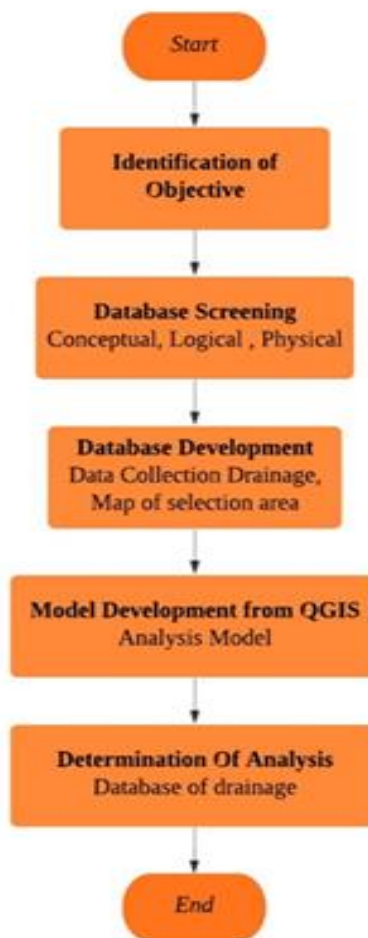 Start
Identification of
Objective
Database Screening
Conceptual, Logical , Physical
Database Development
Data Collection Drainage,
Map of selection area
Model Development from QGIS
Analysis Model
Determination Of Analysis
Database of drainage
End